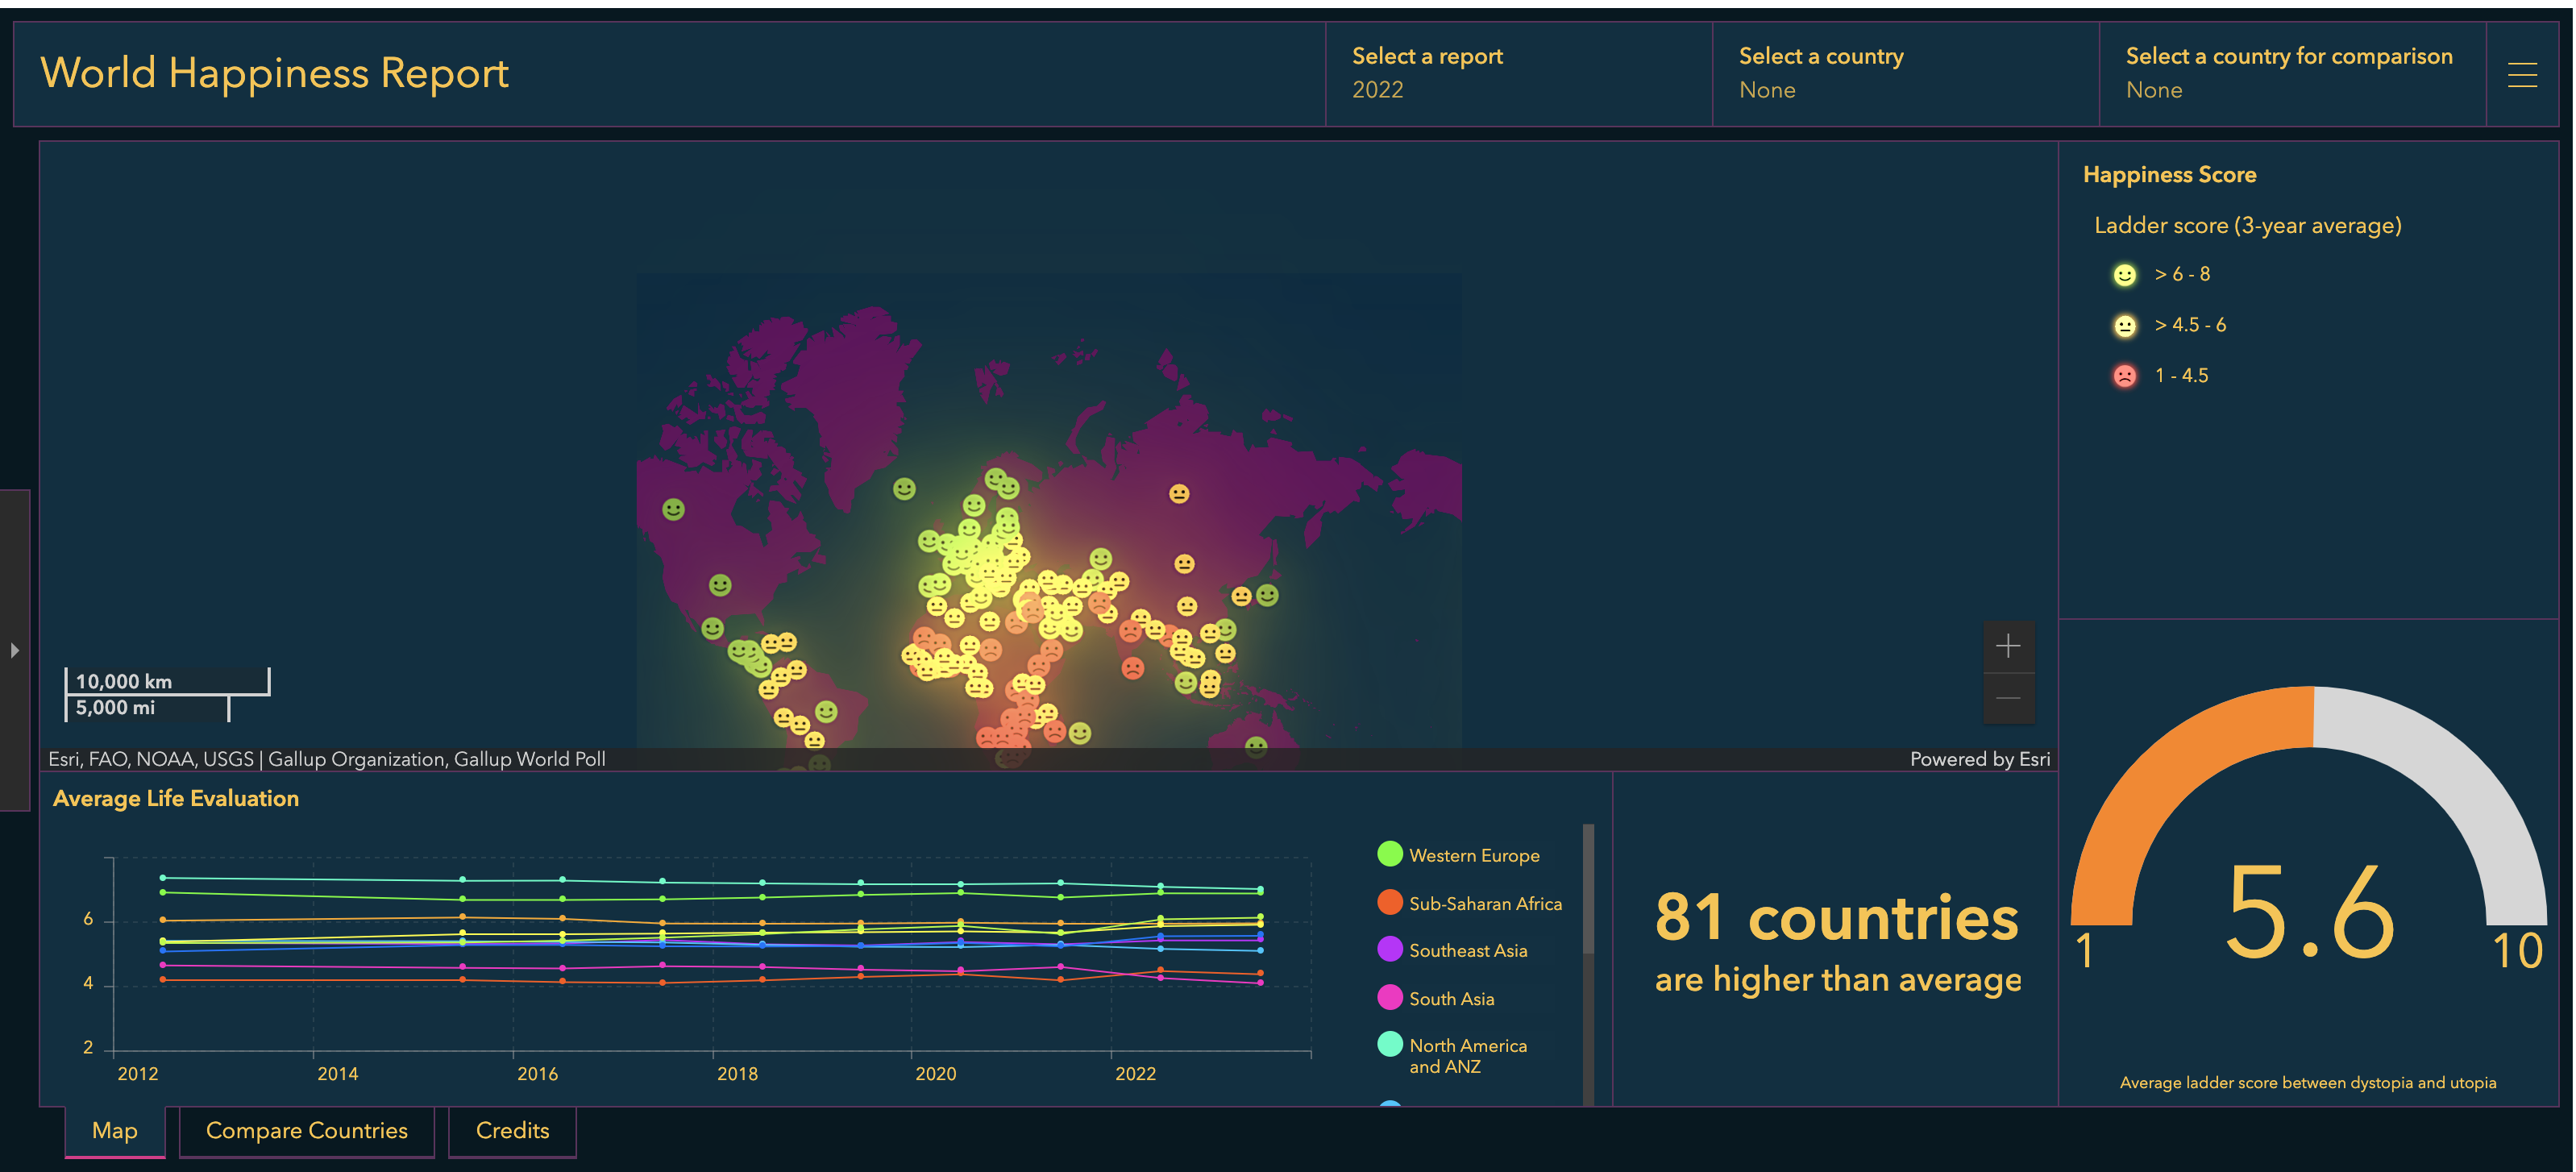 World Happiness Report
Select a report
2022
Select a country
None
Select a country for comparison
None
10,000 km
5,000 mi
Esri, FAO, NOAA, USGS | Gallup Organization, Gallup World Poll
Powered by Esri
Happiness Score
Ladder score (3-year average)
> 6 - 8
> 4.5 - 6
1 - 4.5
Average Life Evaluation
6
4
2
2012
2014
2016
2018
2020
2022
Western Europe
Sub-Saharan Africa
Southeast Asia
South Asia
North America
and ANZ
81 countries
are higher than average
5.6
1
10
Average ladder score between dystopia and utopia
Map
Compare Countries
Credits